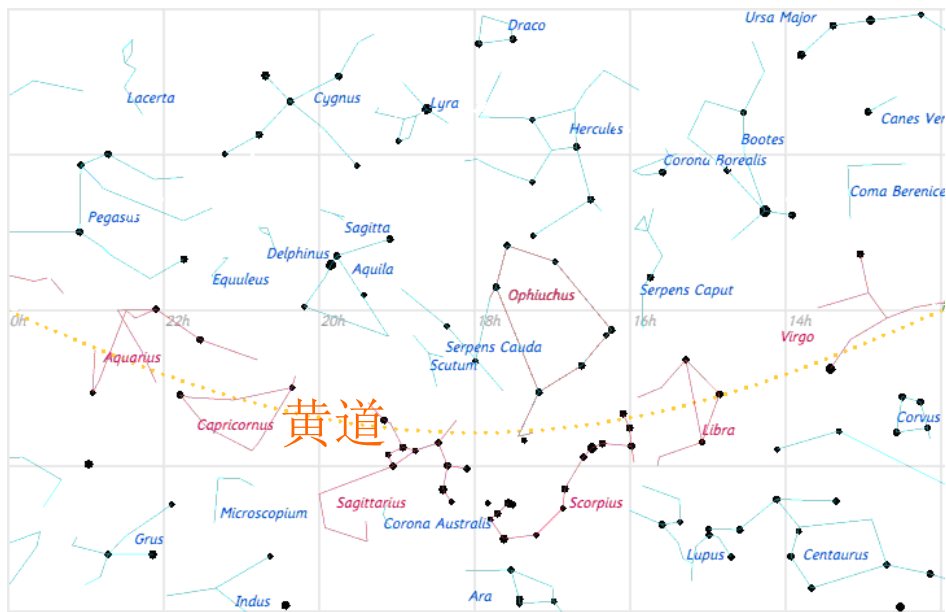 Draco
Ursa Major
Lacerta
Cygnus
Lyra
Hercules
Canes Ven
Bootes
Corona Borealis
Coma Berenice
Pegasus
Sagitta
Delphinus
Aquila
Equuleus
Ophiuchus
Serpens Caput
0h
22h
20h
18h
16h
14h
Virgo
Serpens Cauda
Scutum
Aquarius
Capricornus
黄道
Libra
Corvus
Sagittarius
Scorpius
Microscopium
Corona Australis
Grus
Lupus
Centaurus
Indus
Ara